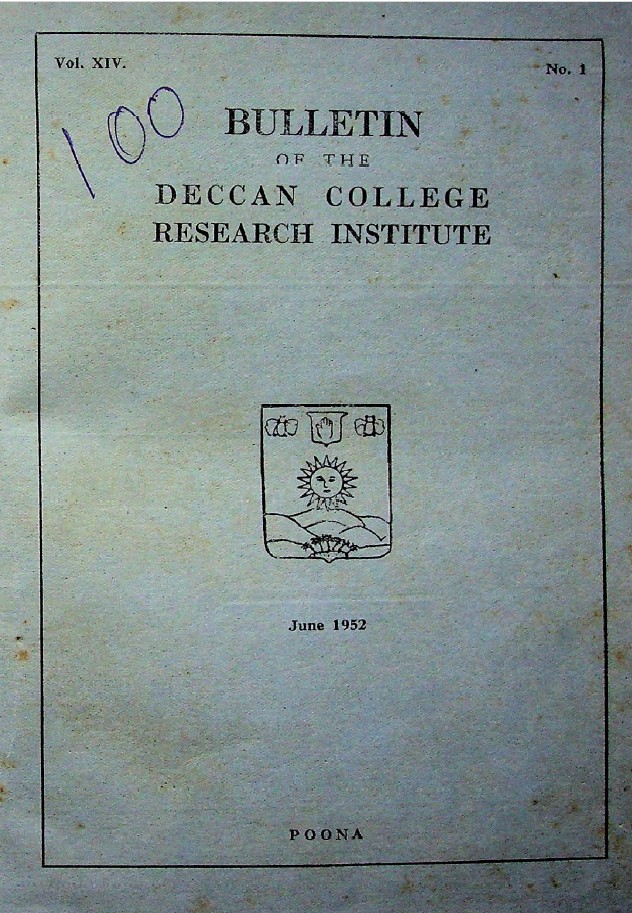 Vol. XIV.
No. 1
100
BULLETIN
OF THE
DECCAN COLLEGE
RESEARCH INSTITUTE
June 1952
POONA